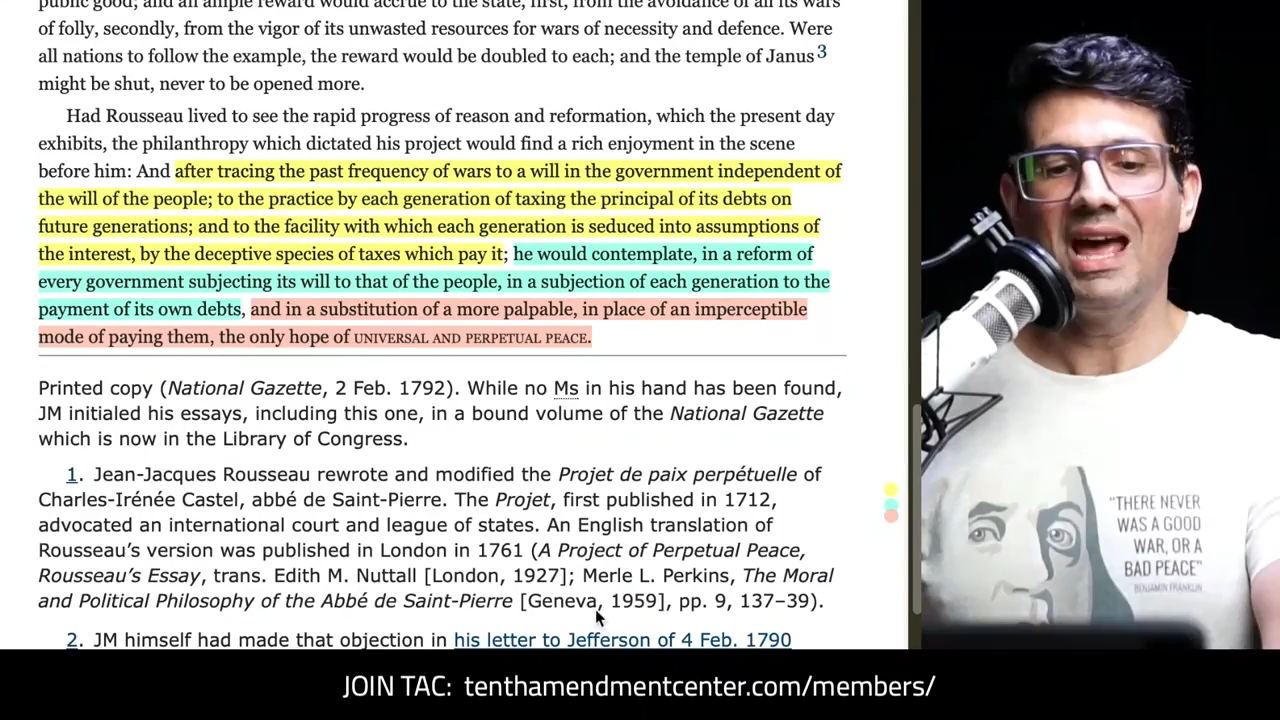 public good; and an ample reward would accrue to the state, first, from the avoidance of all its wars
of folly, secondly, from the vigor of its unwasted resources for wars of necessity and defence. Were
all nations to follow the example, the reward would be doubled to each; and the temple of Janus3
might be shut, never to be opened more.
Had Rousseau lived to see the rapid progress of reason and reformation, which the present day
exhibits, the philanthropy which dictated his project would find a rich enjoyment in the scene
before him: And after tracing the past frequency of wars to a will in the government independent of
the will of the people; to the practice by each generation of taxing the principal of its debts on
future generations; and to the facility with which each generation is seduced into assumptions of
the interest, by the deceptive species of taxes which pay it; he would contemplate, in a reform of
every government subjecting its will to that of the people, in a subjection of each generation to the
payment of its own debts, and in a substitution of a more palpable, in place of an imperceptible
mode of paying them, the only hope of UNIVERSAL AND PERPETUAL PEACE.
Printed copy (National Gazette, 2 Feb. 1792). While no Ms in his hand has been found,
JM initialed his essays, including this one, in a bound volume of the National Gazette
which is now in the Library of Congress.
1. Jean-Jacques Rousseau rewrote and modified the Projet de paix perpétuelle of
Charles-Irénée Castel, abbé de Saint-Pierre. The Projet, first published in 1712,
advocated an international court and league of states. An English translation of
Rousseau's version was published in London in 1761 (A Project of Perpetual Peace,
Rousseau's Essay, trans. Edith M. Nuttall [London, 1927]; Merle L. Perkins, The Moral
and Political Philosophy of the Abbé de Saint-Pierre [Geneva, 1959], pp. 9, 137–39).
2. JM himself had made that objection in his letter to Jefferson of 4 Feb. 1790
"THERE NEVER
WAS A GOOD
WAR, OR A
BAD PEACE"
BENJAMIN FRANKLIN
JOIN TAC: tenthamendmentcenter.com/members/